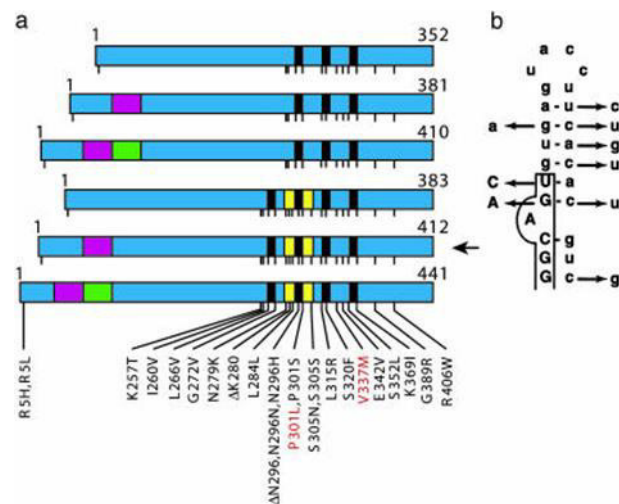 a
1
352
1
381
1
410
1
383
1
412
1
441
R5H,R5L
K257T
I260V
L266V
G272V
N279K
ΔK280
L284L
ΔN296,N296N,N296H
P301L,P301S
S305N,S305S
L315R
S320F
V337M
E342V
S352L
K369I
G389R
R406W
b
a c
u c
g u
a - u → c
a ← g - c → u
u - a → g
g - c → u
C ← U - a
A ← G - c → u
A
C - g
G u
G c → g